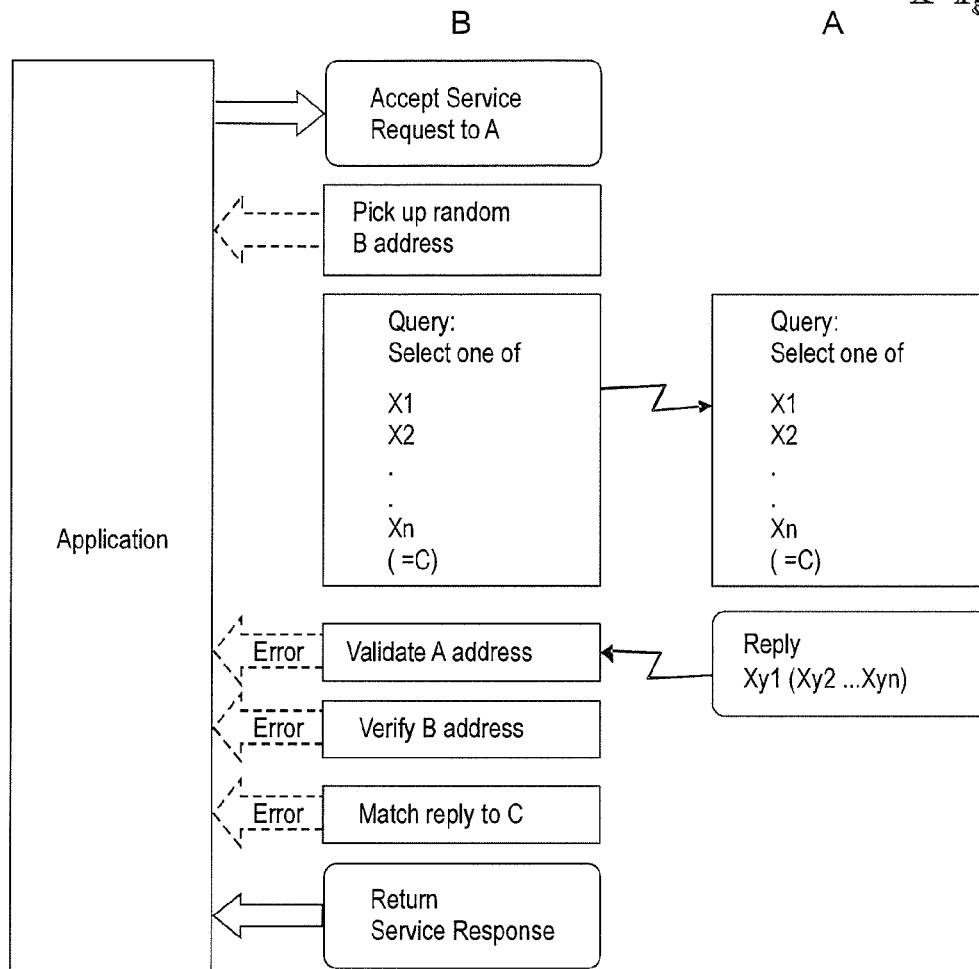 B
A
Accept Service
Request to A
Pick up random
B address
Query:
Select one of
X1
X2
.
.
Xn
( =C)
Query:
Select one of
X1
X2
.
.
Xn
( =C)
Application
Error
Validate A address
Reply
Xy1 (Xy2 ...Xyn)
Error
Verify B address
Error
Match reply to C
Return
Service Response